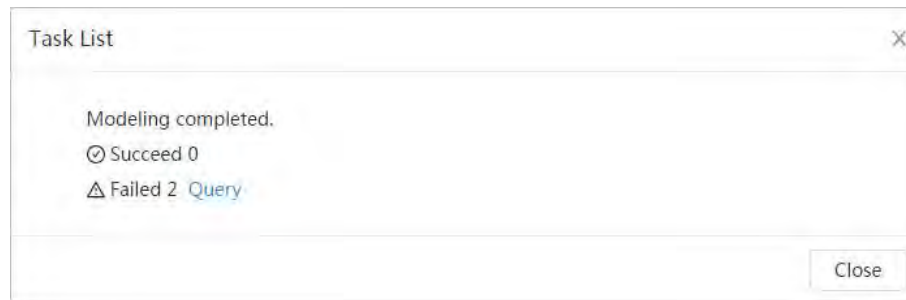 Task List
Modeling completed.
Succeed 0
Failed 2 Query
Close